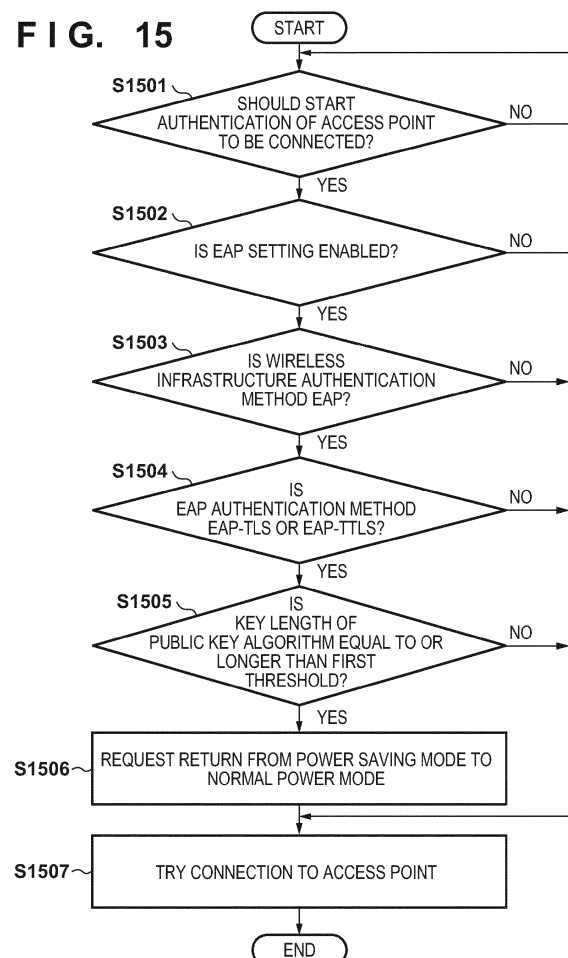 FIG. 15
START
S1501
SHOULD START
AUTHENTICATION OF ACCESS POINT
TO BE CONNECTED?
NO
YES
S1502
IS EAP SETTING ENABLED?
NO
YES
S1503
IS WIRELESS
INFRASTRUCTURE AUTHENTICATION
METHOD EAP?
NO
YES
S1504
IS
EAP AUTHENTICATION METHOD
EAP-TLS OR EAP-TTLS?
NO
YES
S1505
IS
KEY LENGTH OF
PUBLIC KEY ALGORITHM EQUAL TO OR
LONGER THAN FIRST
THRESHOLD?
NO
YES
S1506
REQUEST RETURN FROM POWER SAVING MODE TO
NORMAL POWER MODE
S1507
TRY CONNECTION TO ACCESS POINT
END